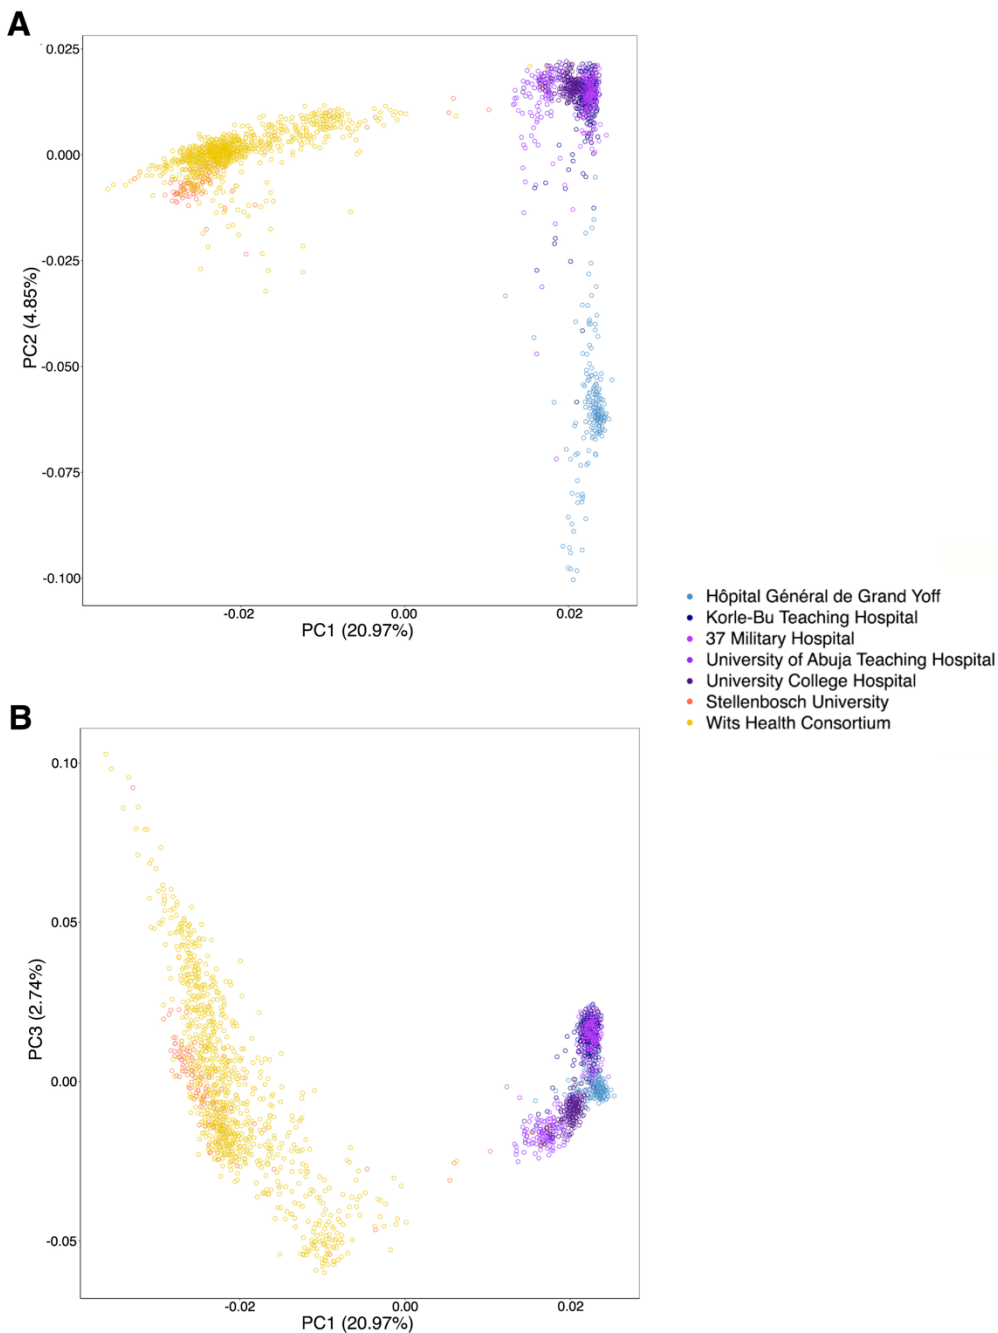 A
0.025
0.000
-0.025
-0.050
-0.075
-0.100
PC2 (4.85%)
-0.02
0.00
0.02
PC1 (20.97%)
Hôpital Général de Grand Yoff
Korle-Bu Teaching Hospital
37 Military Hospital
University of Abuja Teaching Hospital
University College Hospital
Stellenbosch University
Wits Health Consortium
B
0.10
0.05
0.00
-0.05
PC3 (2.74%)
-0.02
0.00
0.02
PC1 (20.97%)